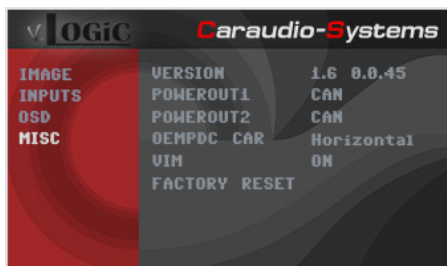 v.LOGiC Caraudio-Systems
IMAGE VERSION 1.6 0.0.45
INPUTS POWEROUT1 CAN
OSD POWEROUT2 CAN
MISC OEMPDC CAR Horizontal
VIM ON
FACTORY RESET